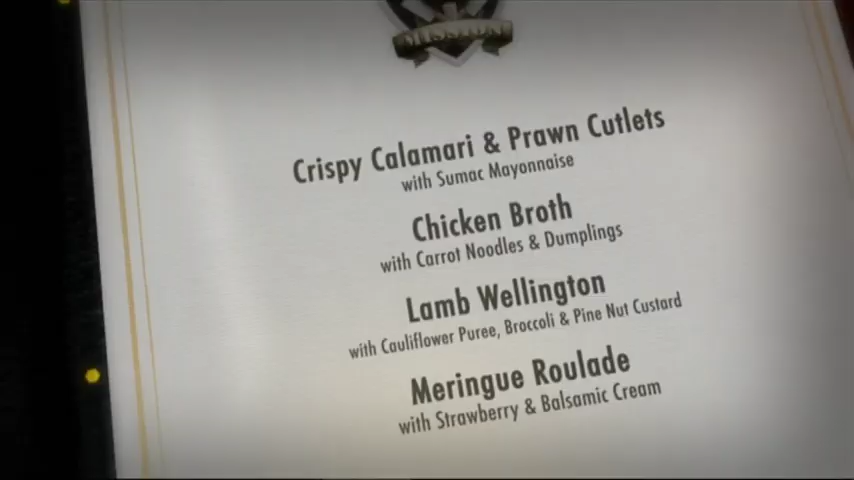 MISSION
Crispy Calamari & Prawn Cutlets
with Sumac Mayonnaise
Chicken Broth
with Carrot Noodles & Dumplings
Lamb Wellington
with Cauliflower Puree, Broccoli & Pine Nut Custard
Meringue Roulade
with Strawberry & Balsamic Cream